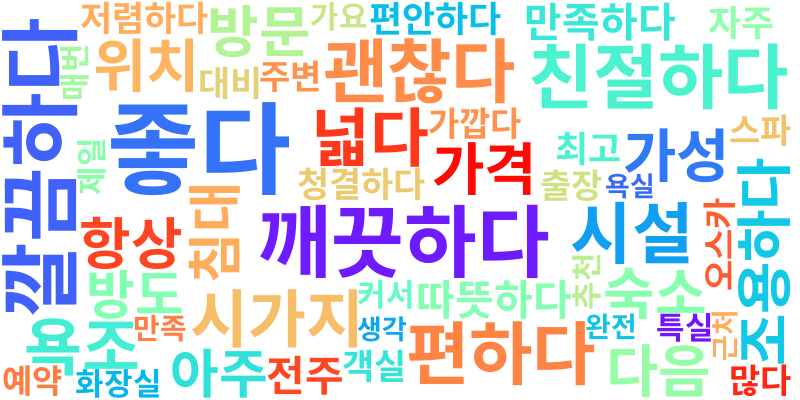 저렴하다
방문
가요
편안하다
만족하다
자주
깔끔하다
매번
위치
대비
주변
괜찮다
친절하다
좋다
넓다
가깝다
최고
가성
스파
제일
가격
청결하다
출장
욕실
조용하다
항상
침대
깨끗하다
시설
오스카
방도
시가지
커서
따뜻하다
추천
숙소
욕조
만족
생각
편하다
완전
특실
근처
예약
화장실
아주
전주
객실
다음
많다